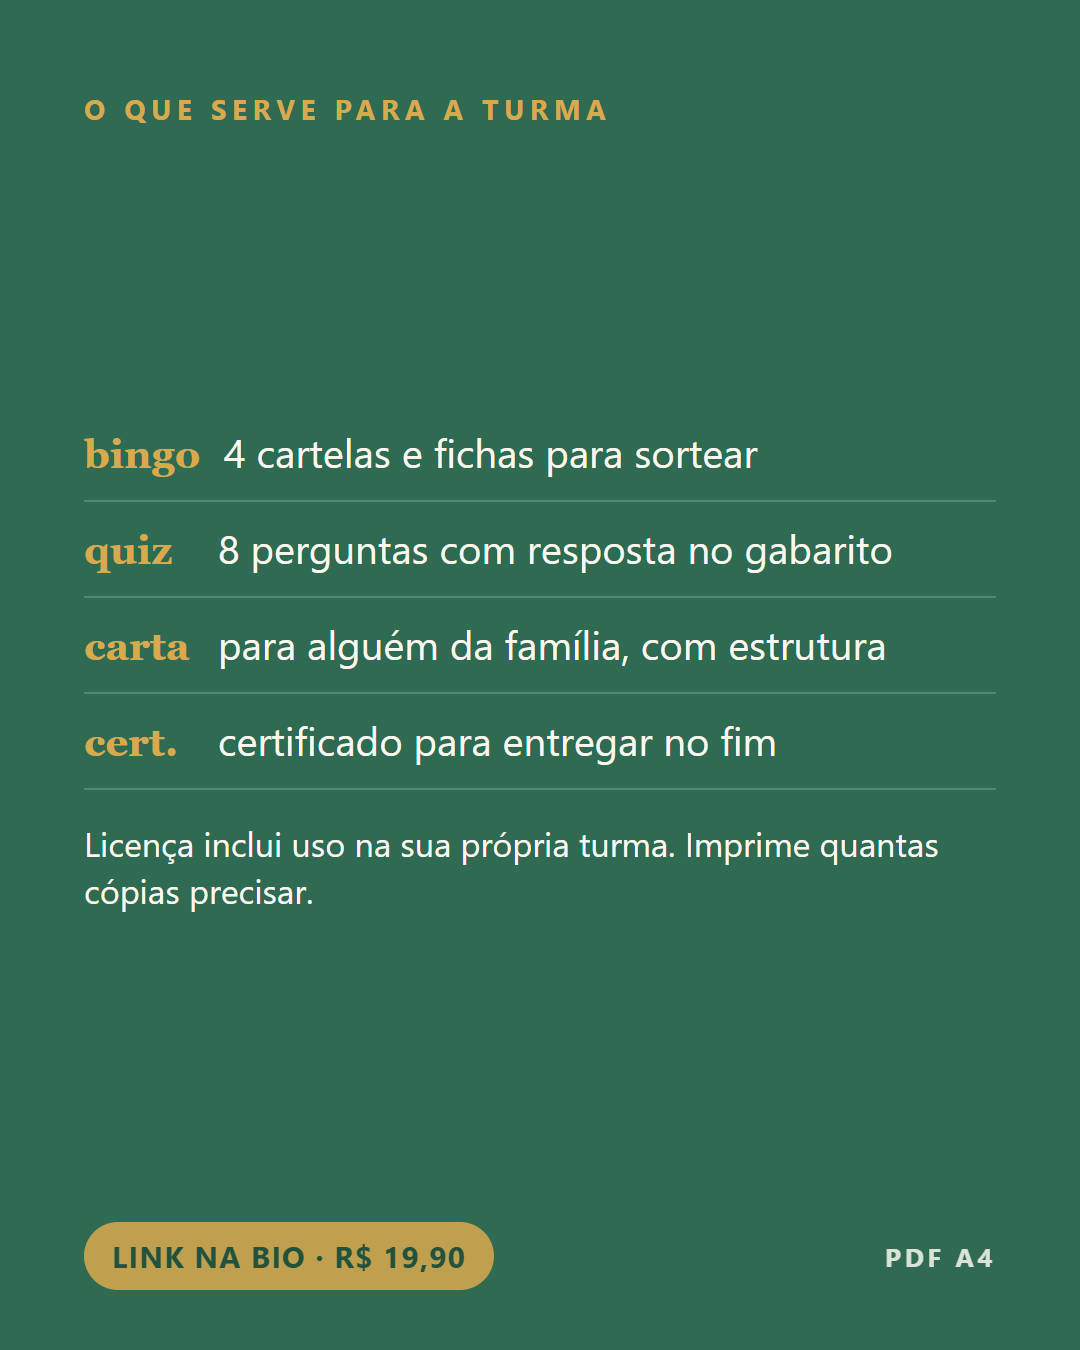 O QUE SERVE PARA A TURMA
bingo 4 cartelas e fichas para sortear
quiz 8 perguntas com resposta no gabarito
carta para alguém da família, com estrutura
cert. certificado para entregar no fim
Licença inclui uso na sua própria turma. Imprime quantas
cópias precisar.
LINK NA BIO · R$ 19,90
PDF A4